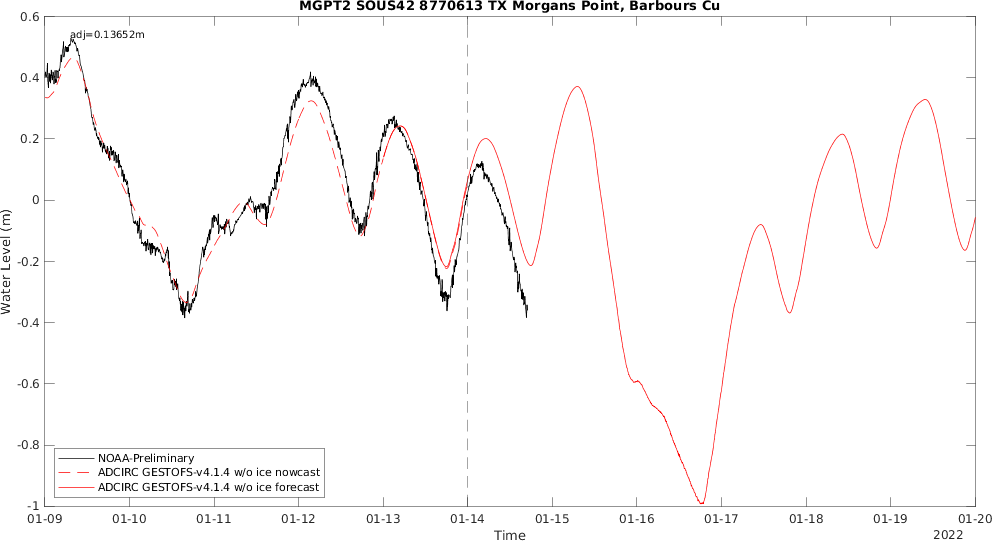 MGPT2 SOUS42 8770613 TX Morgans Point, Barbours Cu
adj=0.13652m
0.6
0.4
0.2
0
-0.2
-0.4
-0.6
-0.8
-1
Water Level (m)
NOAA-Preliminary
ADCIRC GESTOFS-v4.1.4 w/o ice nowcast
ADCIRC GESTOFS-v4.1.4 w/o ice forecast
01-09 01-10 01-11 01-12 01-13 01-14 01-15 01-16 01-17 01-18 01-19 01-20
Time
2022